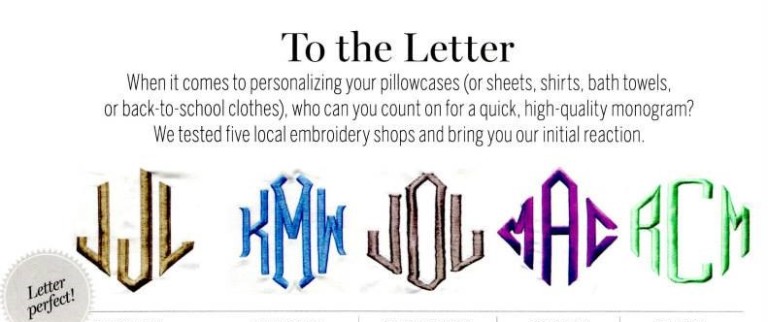 To the Letter
When it comes to personalizing your pillowcases (or sheets, shirts, bath towels,
or back-to-school clothes), who can you count on for a quick, high-quality monogram?
We tested five local embroidery shops and bring you our initial reaction.
JJL KMW JOL MAC RCM
Letter
perfect!